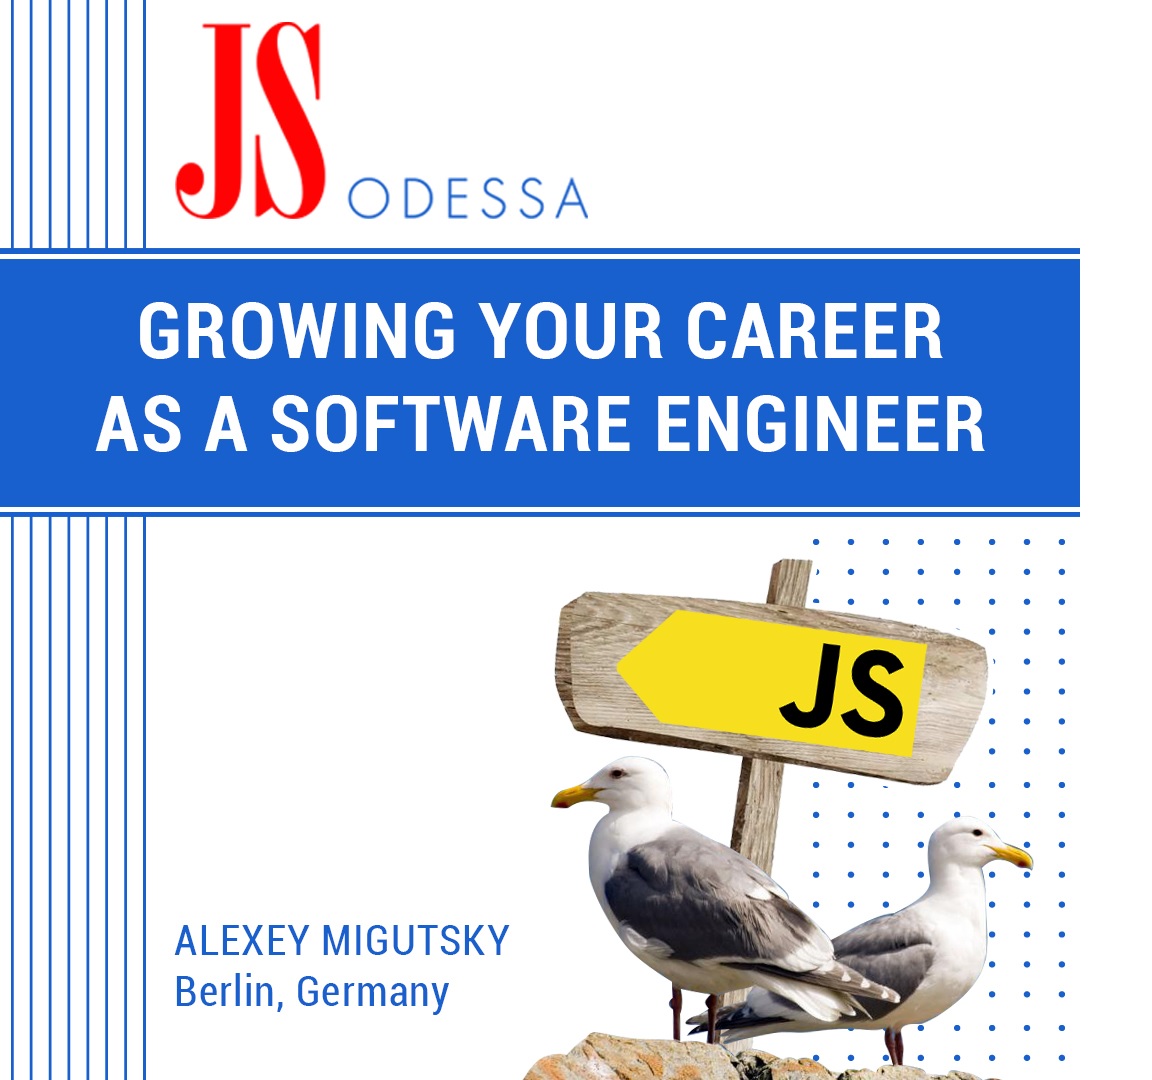 JS ODESSA
GROWING YOUR CAREER
AS A SOFTWARE ENGINEER
JS
ALEXEY MIGUTSKY
Berlin, Germany